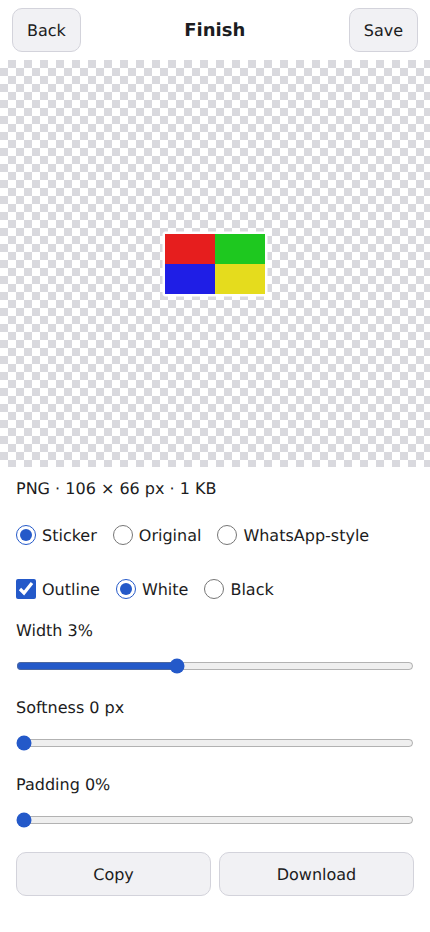 Back
Finish
Save
PNG · 106 × 66 px · 1 KB
Sticker
Original
WhatsApp-style
Outline
White
Black
Width 3%
Softness 0 px
Padding 0%
Copy
Download